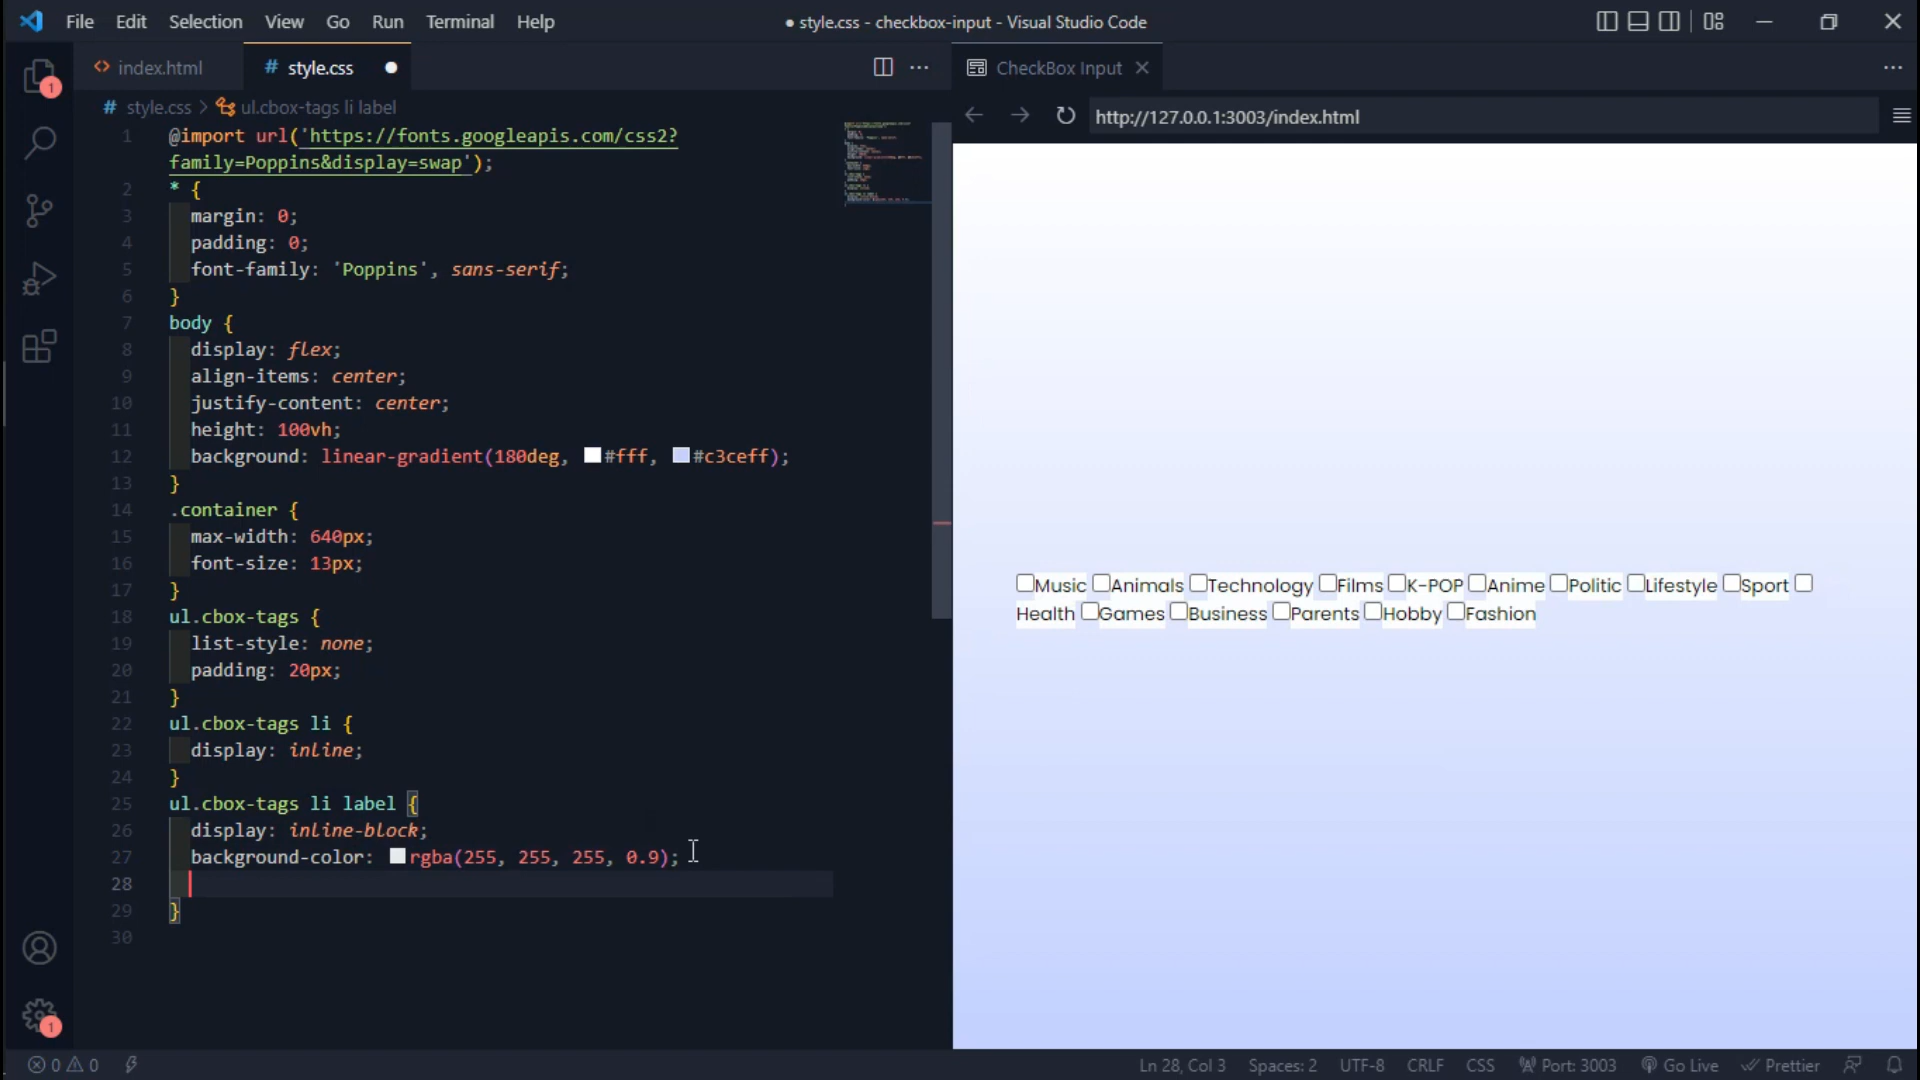 File Edit Selection View Go Run Terminal Help
● style.css - checkbox-input - Visual Studio Code
<> index.html
# style.css ●
CheckBox Input
# style.css > ul.cbox-tags li label
http://127.0.0.1:3003/index.html
1 @import url('https://fonts.googleapis.com/css2?
family=Poppins&display=swap');
2 * {
3 margin: 0;
4 padding: 0;
5 font-family: 'Poppins', sans-serif;
6 }
7 body {
8 display: flex;
9 align-items: center;
10 justify-content: center;
11 height: 100vh;
12 background: linear-gradient(180deg, #fff, #c3ceff);
13 }
14 .container {
15 max-width: 640px;
16 font-size: 13px;
17 }
18 ul.cbox-tags {
19 list-style: none;
20 padding: 20px;
21 }
22 ul.cbox-tags li {
23 display: inline;
24 }
25 ul.cbox-tags li label {
26 display: inline-block;
27 background-color: rgba(255, 255, 255, 0.9);
28
29 }
30
Music Animals Technology Films K-POP Anime Politic Lifestyle Sport
Health Games Business Parents Hobby Fashion
1
1
0 0
Ln 28, Col 3 Spaces: 2 UTF-8 CRLF CSS Port: 3003 Go Live Prettier